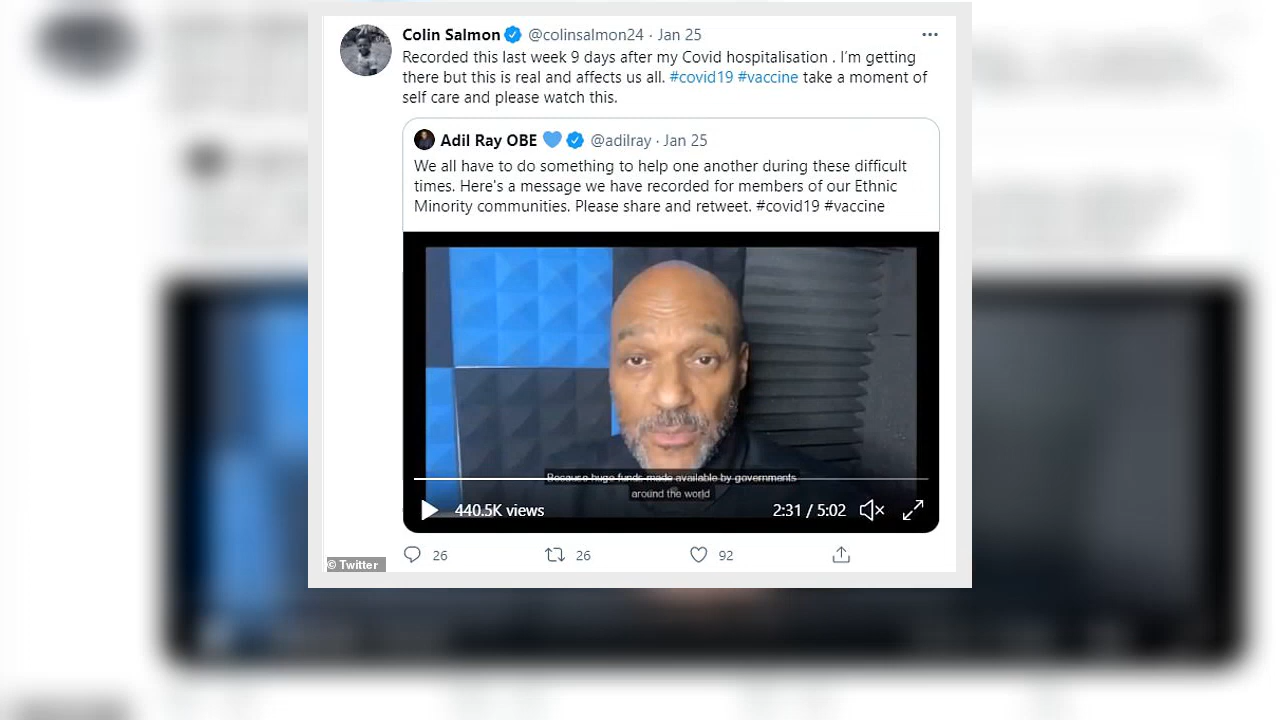 Colin Salmon @colinsalmon24 · Jan 25
Recorded this last week 9 days after my Covid hospitalisation . I'm getting
there but this is real and affects us all. #covid19 #vaccine take a moment of
self care and please watch this.
Adil Ray OBE 💙 @adilray · Jan 25
We all have to do something to help one another during these difficult
times. Here's a message we have recorded for members of our Ethnic
Minority communities. Please share and retweet. #covid19 #vaccine
Because huge funds made available by governments
around the world
440.5K views 2:31 / 5:02
26 26 92
© Twitter